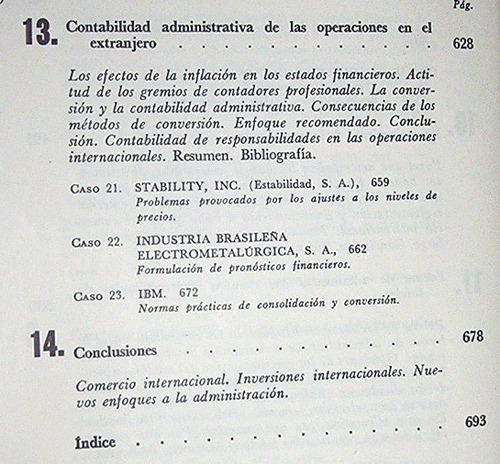 Pág.
13. Contabilidad administrativa de las operaciones en el
extranjero . . . . . . . . . . . . 628
Los efectos de la inflación en los estados financieros. Acti-
tud de los gremios de contadores profesionales. La conver-
sión y la contabilidad administrativa. Consecuencias de los
métodos de conversión. Enfoque recomendado. Conclu-
sión. Contabilidad de responsabilidades en las operaciones
internacionales. Resumen. Bibliografía.
CASO 21. STABILITY, INC. (Estabilidad, S. A.), 659
Problemas provocados por los ajustes a los niveles de
precios.
CASO 22. INDUSTRIA BRASILEÑA
ELECTROMETALÚRGICA, S. A., 662
Formulación de pronósticos financieros.
CASO 23. IBM. 672
Normas prácticas de consolidación y conversión.
14. Conclusiones . . . . . . . . . . . . 678
Comercio internacional. Inversiones internacionales. Nue-
vos enfoques a la administración.
Índice . . . . . . . . . . . . . . 693